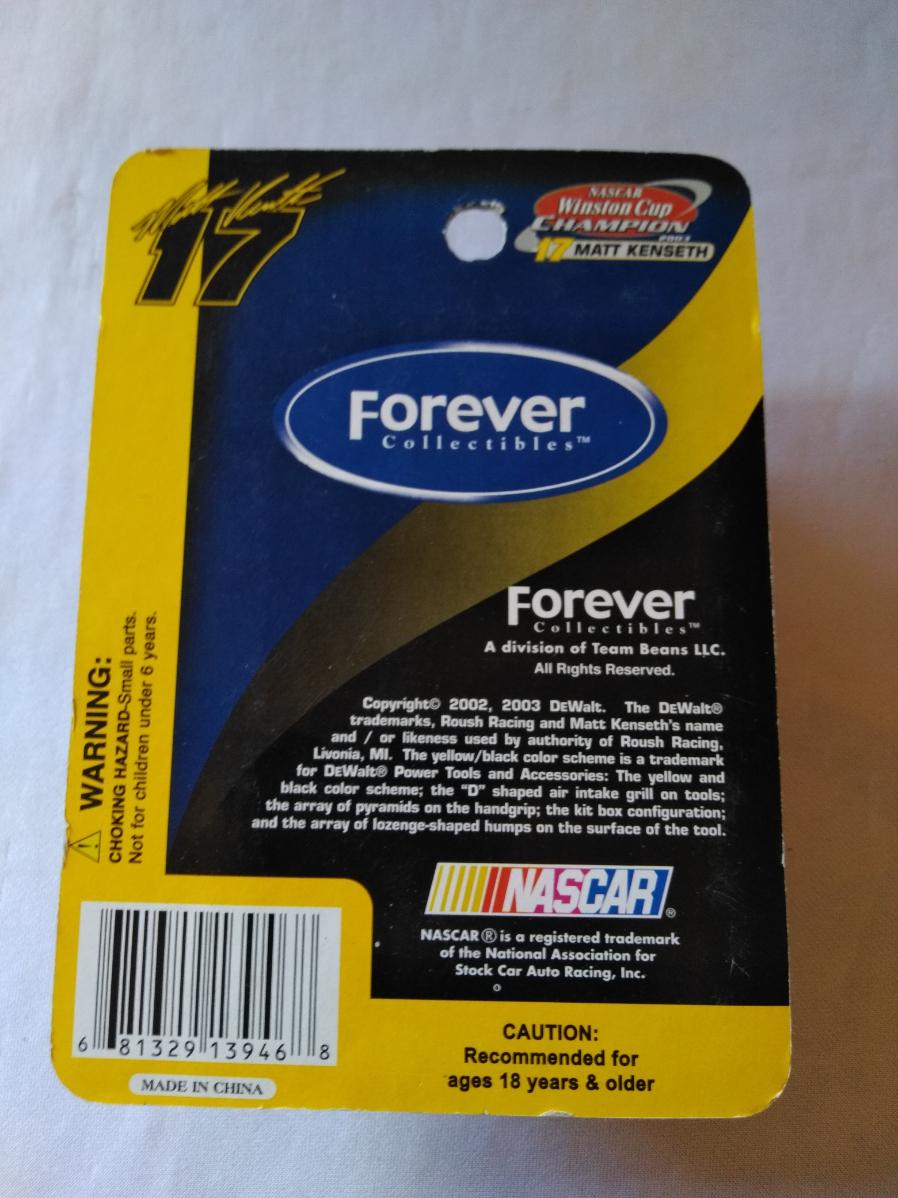 Matt Kenseth
17
NASCAR
Winston Cup
CHAMPION
2003
17 MATT KENSETH
Forever
Collectibles™
Forever
Collectibles™
A division of Team Beans LLC.
All Rights Reserved.
Copyright© 2002, 2003 DEWALT. The DEWALT®
trademarks, Roush Racing and Matt Kenseth's name
and / or likeness used by authority of Roush Racing,
Livonia, MI. The yellow/black color scheme is a trademark
for DEWALT® Power Tools and Accessories: The yellow and
black color scheme; the "D" shaped air intake grill on tools;
the array of pyramids on the handgrip; the kit box configuration;
and the array of lozenge-shaped humps on the surface of the tool.
NASCAR®
NASCAR® is a registered trademark
of the National Association for
Stock Car Auto Racing, Inc.
WARNING:
CHOKING HAZARD-Small parts.
Not for children under 6 years.
6 81329 13946 8
MADE IN CHINA
CAUTION:
Recommended for
ages 18 years & older